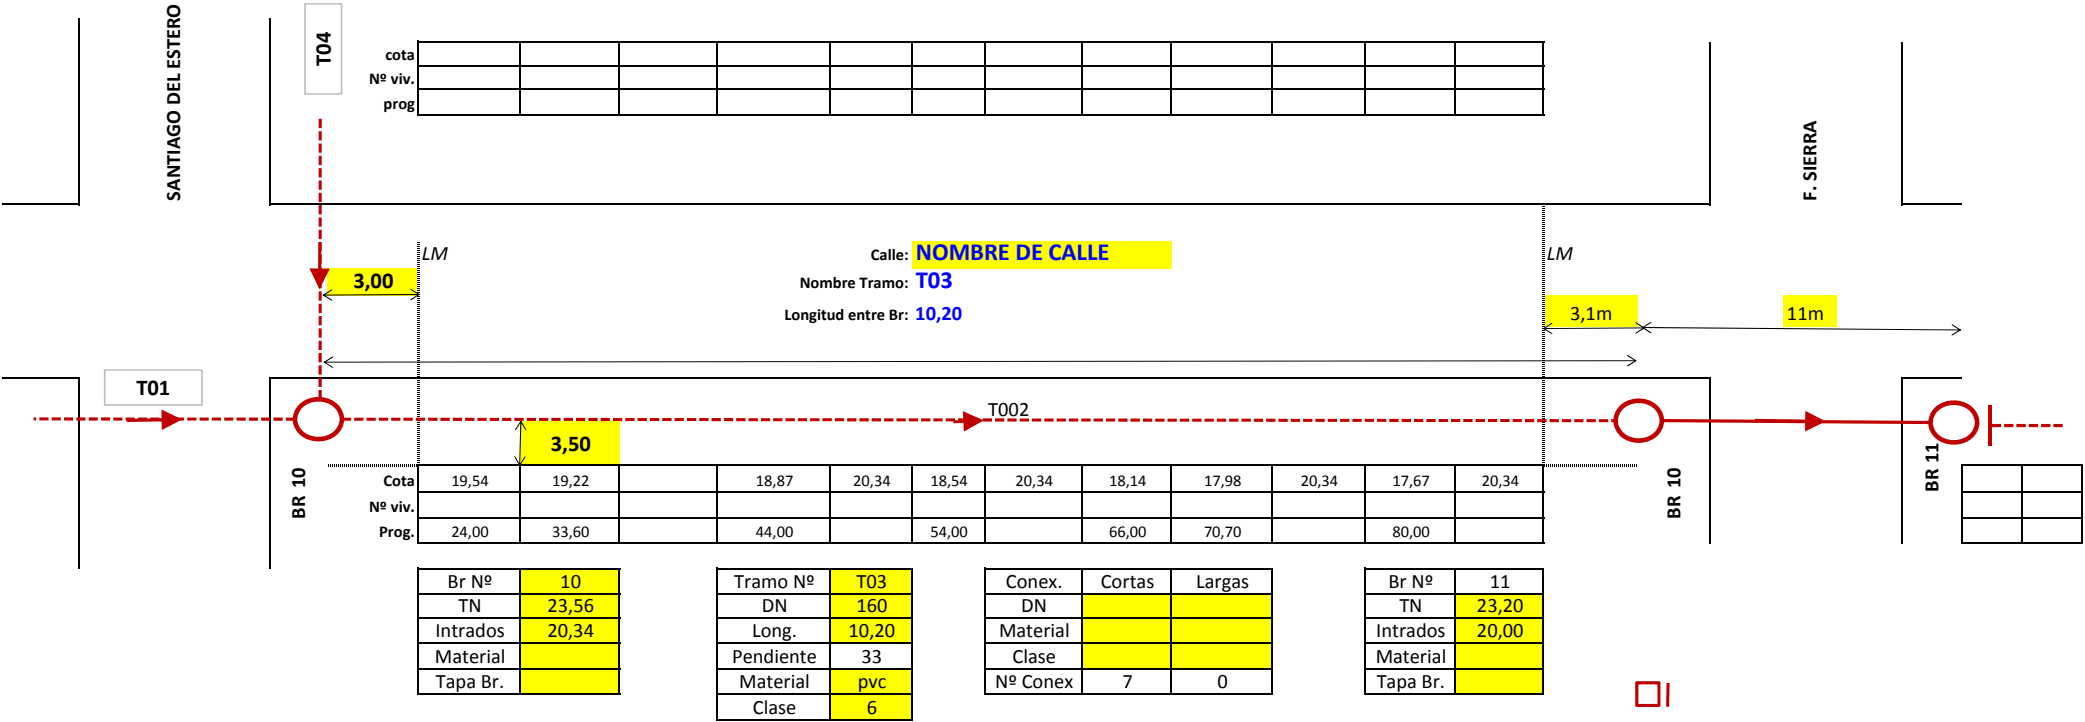 SANTIAGO DEL ESTERO
T04
cota
Nº viv.
prog
F. SIERRA
LM
Calle: NOMBRE DE CALLE
LM
3,00
Nombre Tramo: T03
Longitud entre Br: 10,20
3,1m
11m
T01
T002
3,50
BR 10
BR 10
BR 11
Cota 19,54 19,22 18,87 20,34 18,54 20,34 18,14 17,98 20,34 17,67 20,34
Nº viv.
Prog. 24,00 33,60 44,00 54,00 66,00 70,70 80,00
Br Nº 10
TN 23,56
Intrados 20,34
Material
Tapa Br.
Tramo Nº T03
DN 160
Long. 10,20
Pendiente 33
Material pvc
Clase 6
Conex. Cortas Largas
DN
Material
Clase
Nº Conex 7 0
Br Nº 11
TN 23,20
Intrados 20,00
Material
Tapa Br.